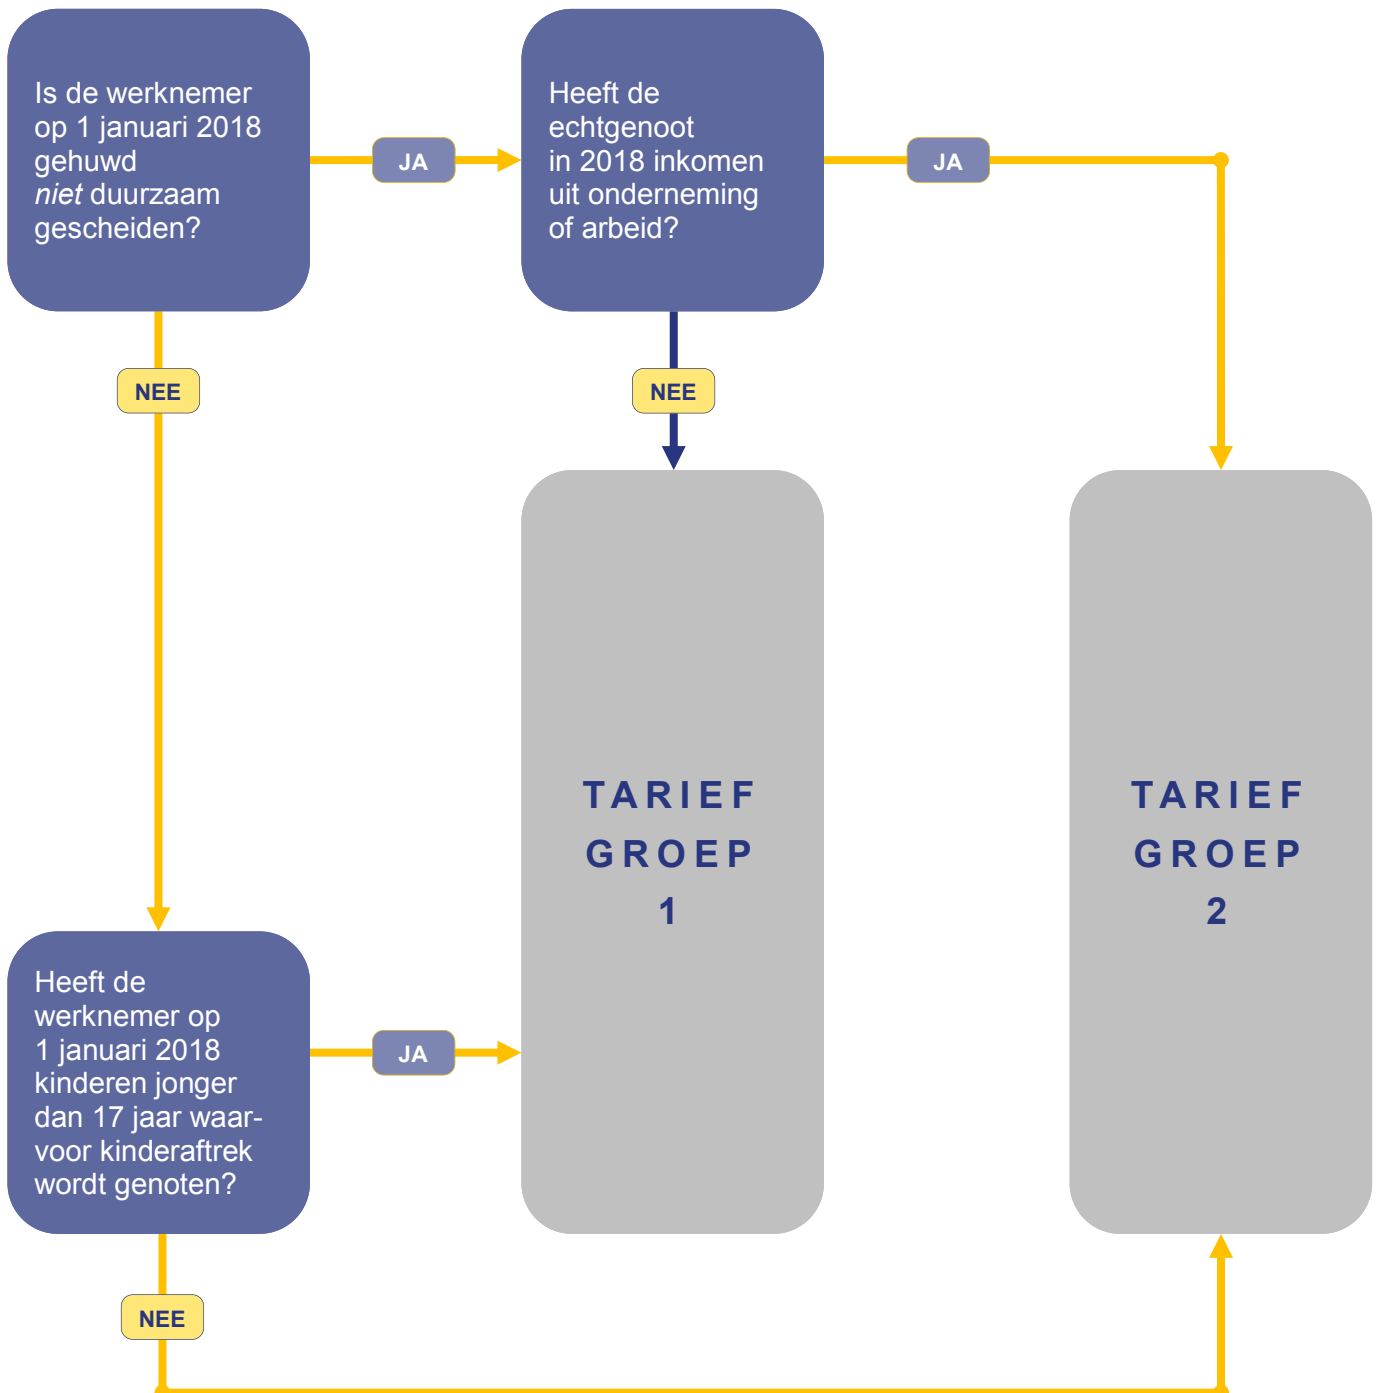 Is de werknemer
op 1 januari 2018
gehuwd
niet duurzaam
gescheiden?
JA
Heeft de
echtgenoot
in 2018 inkomen
uit onderneming
of arbeid?
JA
NEE
NEE
TARIEF
GROEP
1
TARIEF
GROEP
2
Heeft de
werknemer op
1 januari 2018
kinderen jonger
dan 17 jaar waar-
voor kinderaftrek
wordt genoten?
JA
NEE